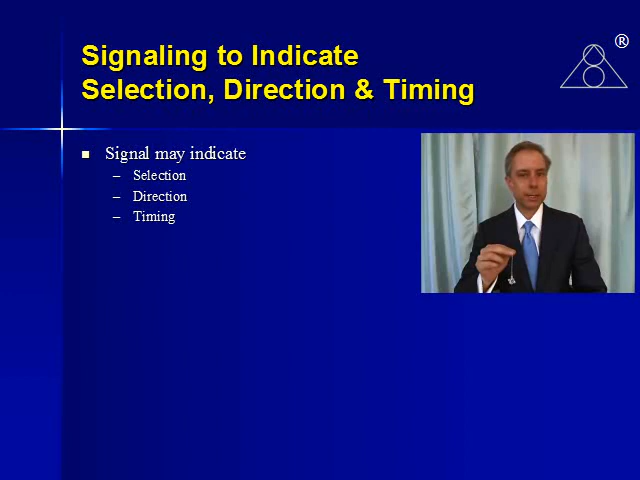 Signaling to Indicate
Selection, Direction & Timing
®
Signal may indicate
– Selection
– Direction
– Timing